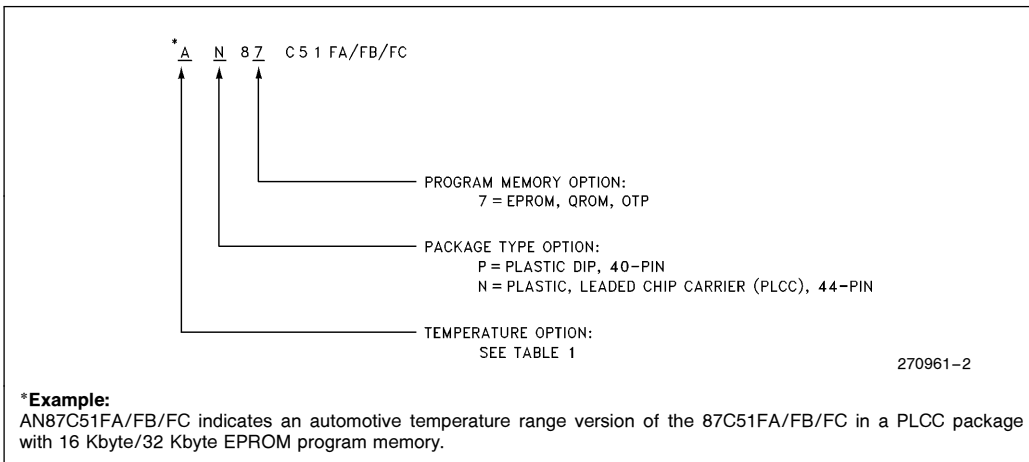 *A N 87 C51FA/FB/FC
PROGRAM MEMORY OPTION:
7 = EPROM, QROM, OTP
PACKAGE TYPE OPTION:
P = PLASTIC DIP, 40-PIN
N = PLASTIC, LEADED CHIP CARRIER (PLCC), 44-PIN
TEMPERATURE OPTION:
SEE TABLE 1
270961–2
*Example:
AN87C51FA/FB/FC indicates an automotive temperature range version of the 87C51FA/FB/FC in a PLCC package
with 16 Kbyte/32 Kbyte EPROM program memory.